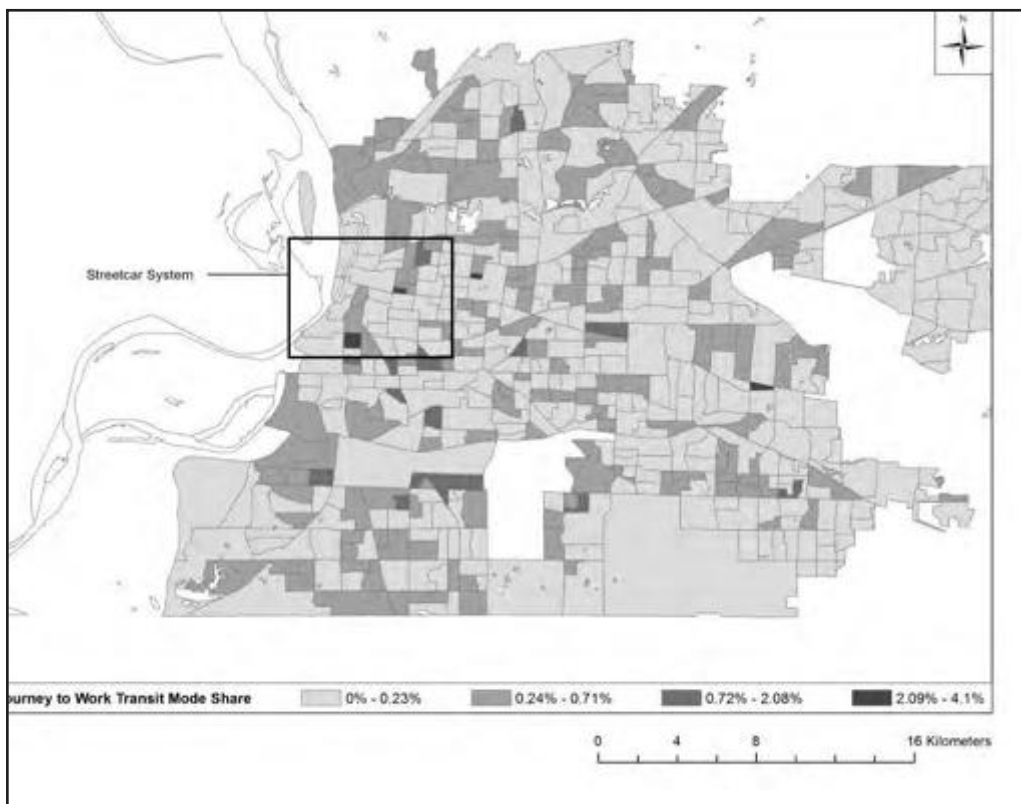 N
Streetcar System
ourney to Work Transit Mode Share 0% - 0.23% 0.24% - 0.71% 0.72% - 2.08% 2.09% - 4.1%
0 4 8 16 Kilometers